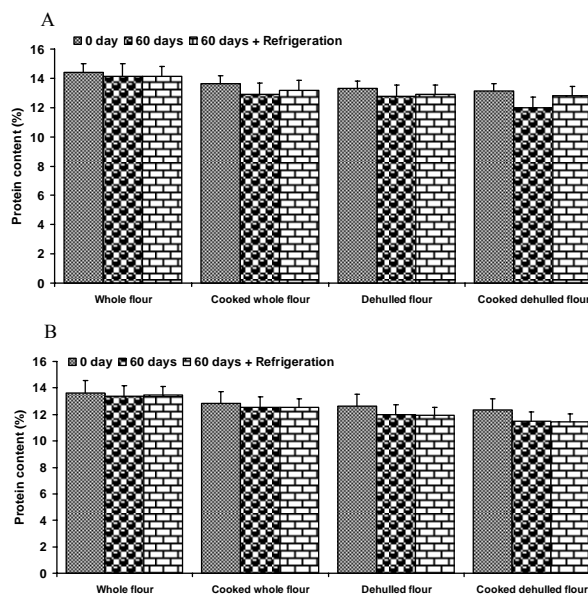 A
0 day 60 days 60 days + Refrigeration
Protein content (%)
16
14
12
10
8
6
4
2
0
Whole flour Cooked whole flour Dehulled flour Cooked dehulled flour
B
0 day 60 days 60 days + Refrigeration
Protein content (%)
16
14
12
10
8
6
4
2
0
Whole flour Cooked whole flour Dehulled flour Cooked dehulled flour